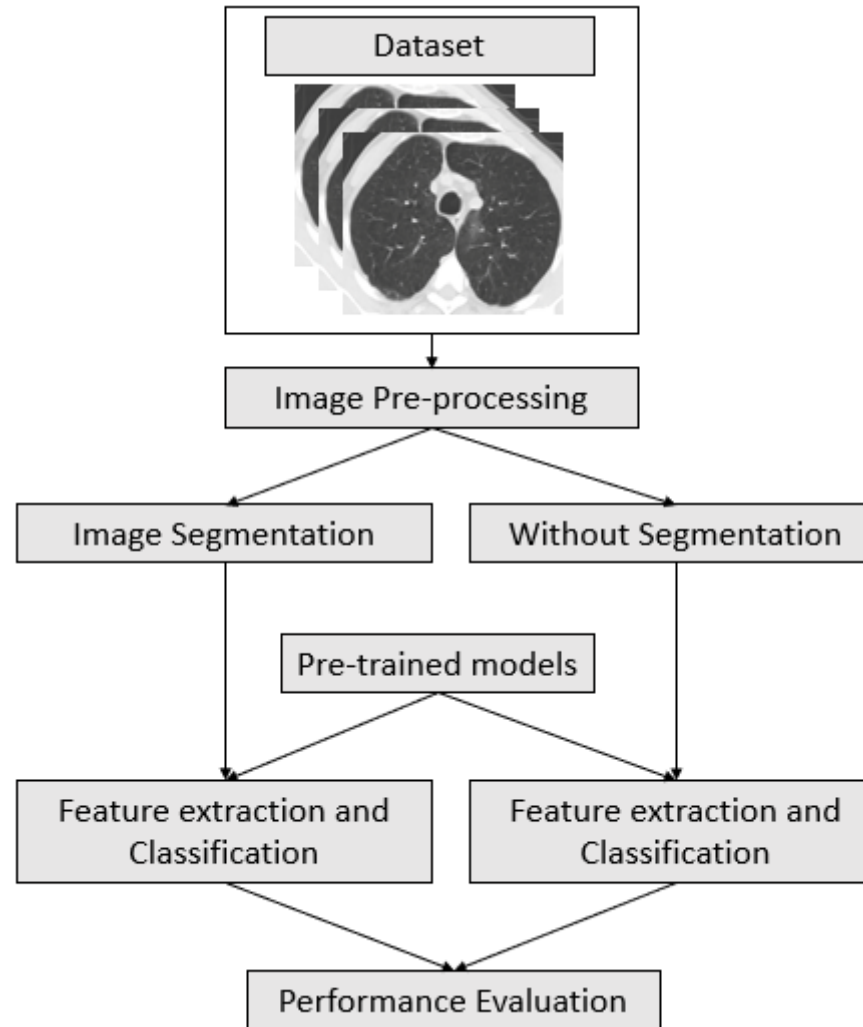 Dataset
Image Pre-processing
Image Segmentation
Without Segmentation
Pre-trained models
Feature extraction and
Classification
Feature extraction and
Classification
Performance Evaluation